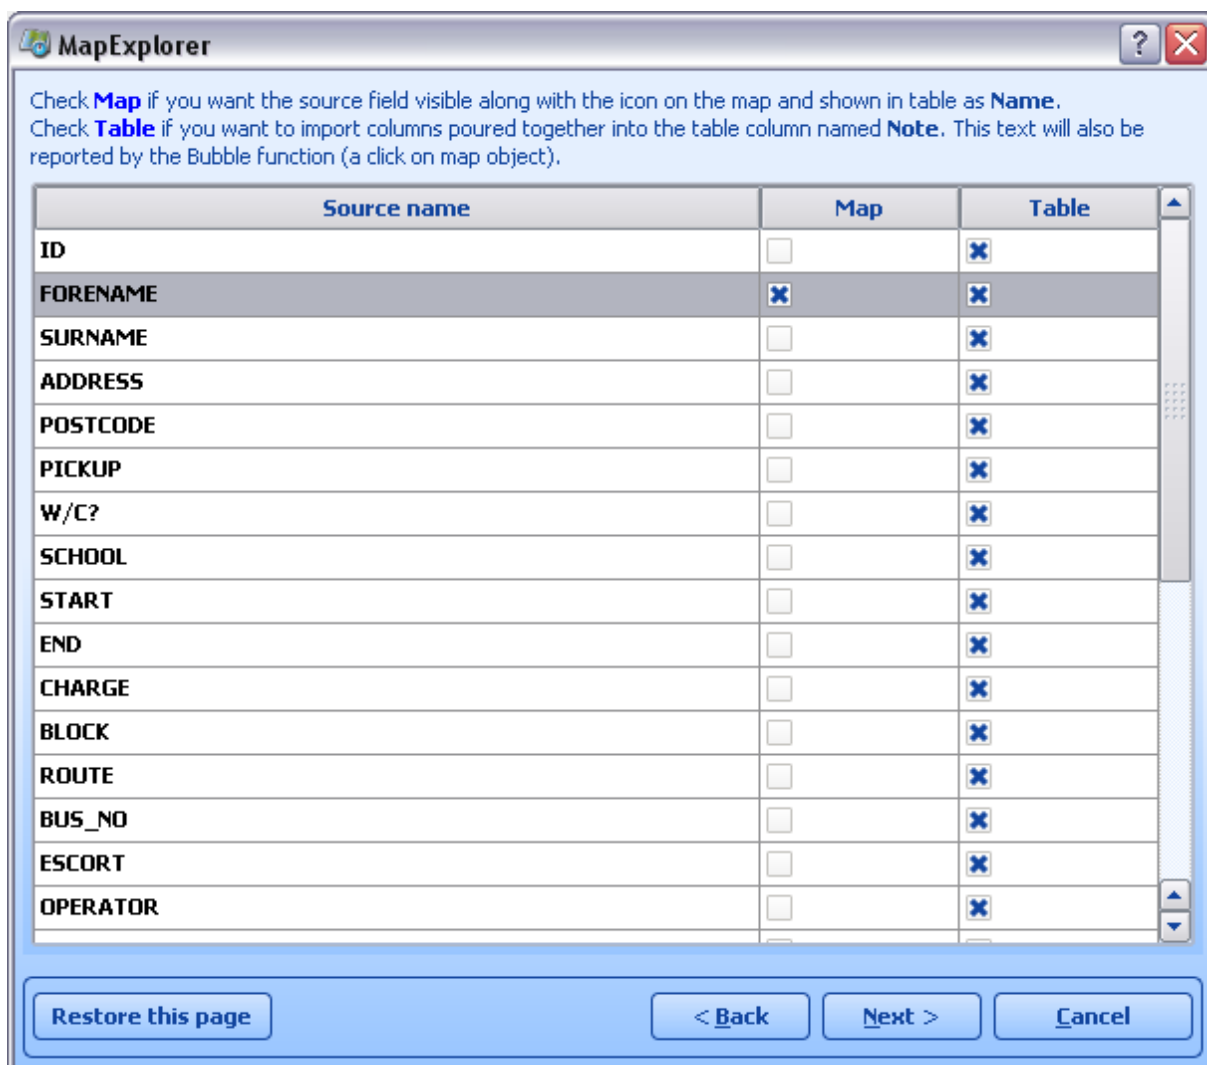 MapExplorer
Check Map if you want the source field visible along with the icon on the map and shown in table as Name.
Check Table if you want to import columns poured together into the table column named Note. This text will also be
reported by the Bubble function (a click on map object).
Source name Map Table
ID
FORENAME
SURNAME
ADDRESS
POSTCODE
PICKUP
W/C?
SCHOOL
START
END
CHARGE
BLOCK
ROUTE
BUS_NO
ESCORT
OPERATOR
Restore this page < Back Next > Cancel